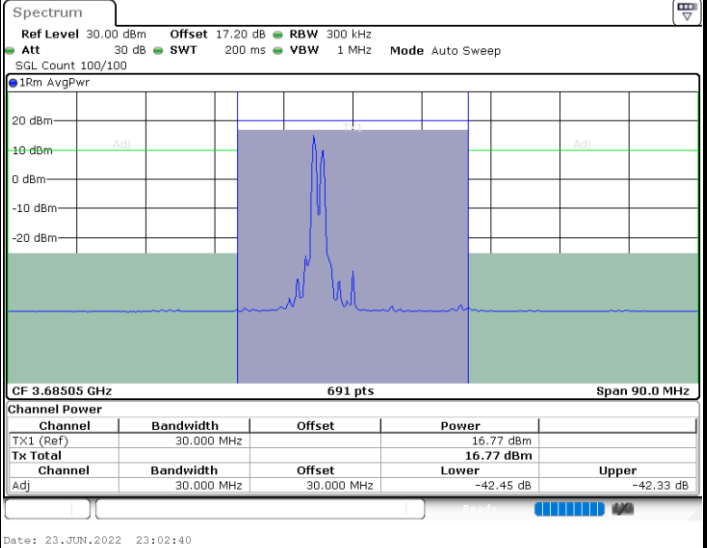 Spectrum
Ref Level 30.00 dBm Offset 17.20 dB RBW 300 kHz
Att 30 dB SWT 200 ms VBW 1 MHz Mode Auto Sweep
SGL Count 100/100
1Rm AvgPwr
20 dBm
TX1
Adj Adj
10 dBm
0 dBm
-10 dBm
-20 dBm
CF 3.68505 GHz 691 pts Span 90.0 MHz
Channel Power
Channel Bandwidth Offset Power
TX1 (Ref) 30.000 MHz 16.77 dBm
Tx Total 16.77 dBm
Channel Bandwidth Offset Lower Upper
Adj 30.000 MHz 30.000 MHz -42.45 dB -42.33 dB
Ready
Date: 23.JUN.2022 23:02:40